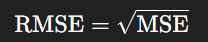 RMSE = √MSE